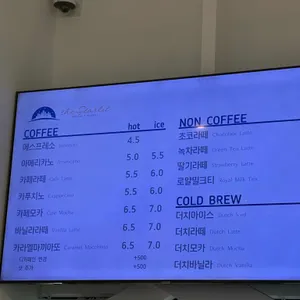 COFFEE hot ice
에스프레소 4.5
아메리카노 5.0 5.5
카페라떼 5.5 6.0
카푸치노 5.5 6.0
카페모카 6.5 7.0
바닐라라떼 6.5 7.0
카라멜마끼아또 6.5 7.0
+500
샷 추가 +500
NON COFFEE
초코라떼
녹차라떼 Green Tea Latte
딸기라떼 Strawberry Latte
로얄밀크티 Royal Milk Tea
COLD BREW
더치아이스
더치라떼 Dutch Latte
더치모카 Dutch Mocha
더치바닐라 Dutch Vanilla